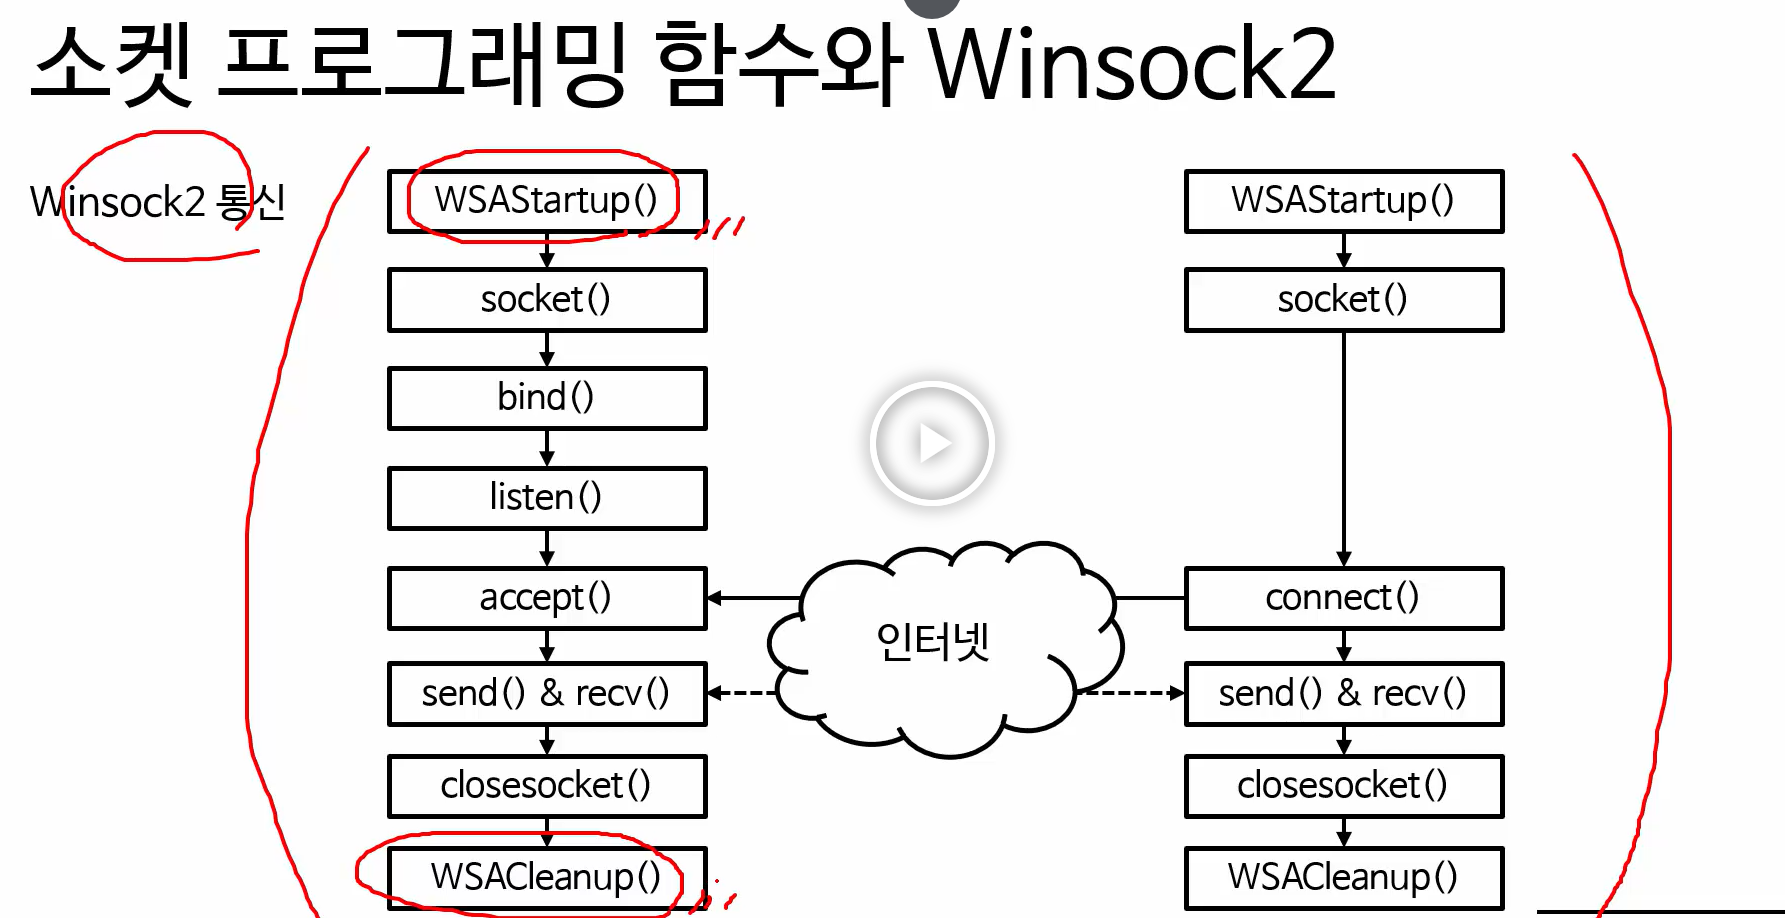 소켓 프로그래밍 함수와 Winsock2
Winsock2 통신
WSAStartup()
WSAStartup()
socket()
socket()
bind()
listen()
accept()
인터넷
connect()
send() & recv()
send() & recv()
closesocket()
closesocket()
WSACleanup()
WSACleanup()